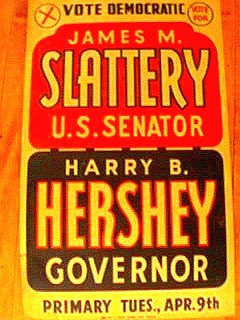 VOTE DEMOCRATIC VOTE FOR
JAMES M.
SLATTERY
U.S. SENATOR
HARRY B.
HERSHEY
GOVERNOR
PRIMARY TUES., APR. 9th